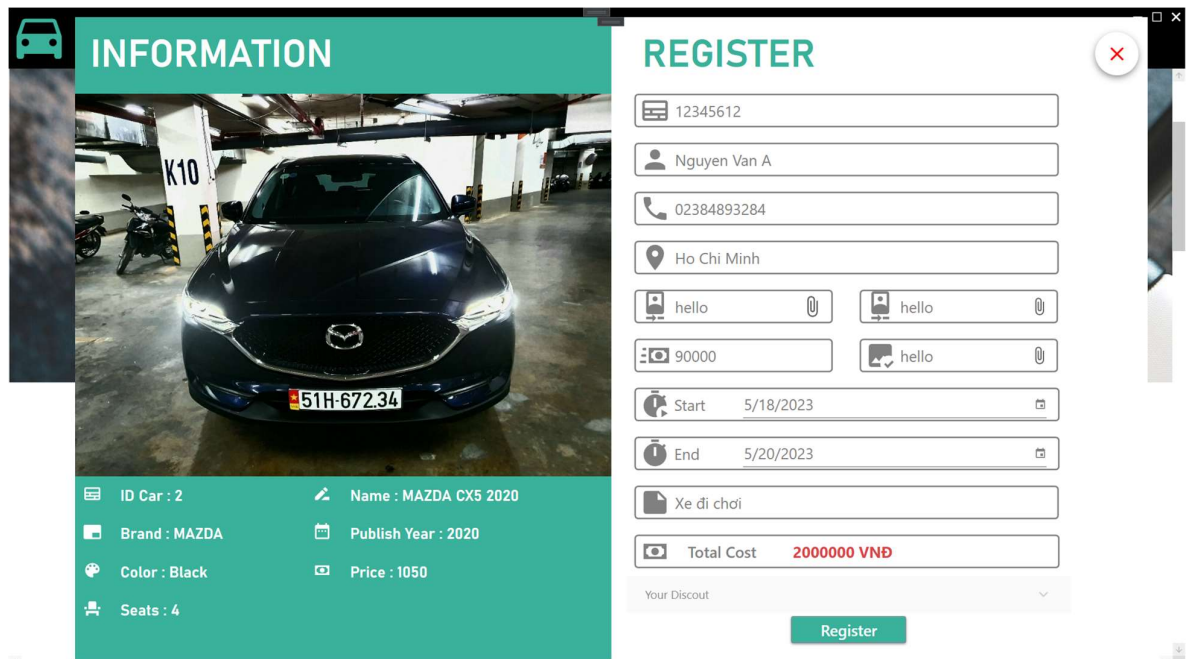 INFORMATION
K10
51H-672.34
ID Car : 2
Name : MAZDA CX5 2020
Brand : MAZDA
Publish Year : 2020
Color : Black
Price : 1050
Seats : 4
REGISTER
12345612
Nguyen Van A
02384893284
Ho Chi Minh
hello
hello
90000
hello
Start 5/18/2023
End 5/20/2023
Xe đi chơi
Total Cost 2000000 VNĐ
Your Discout
Register